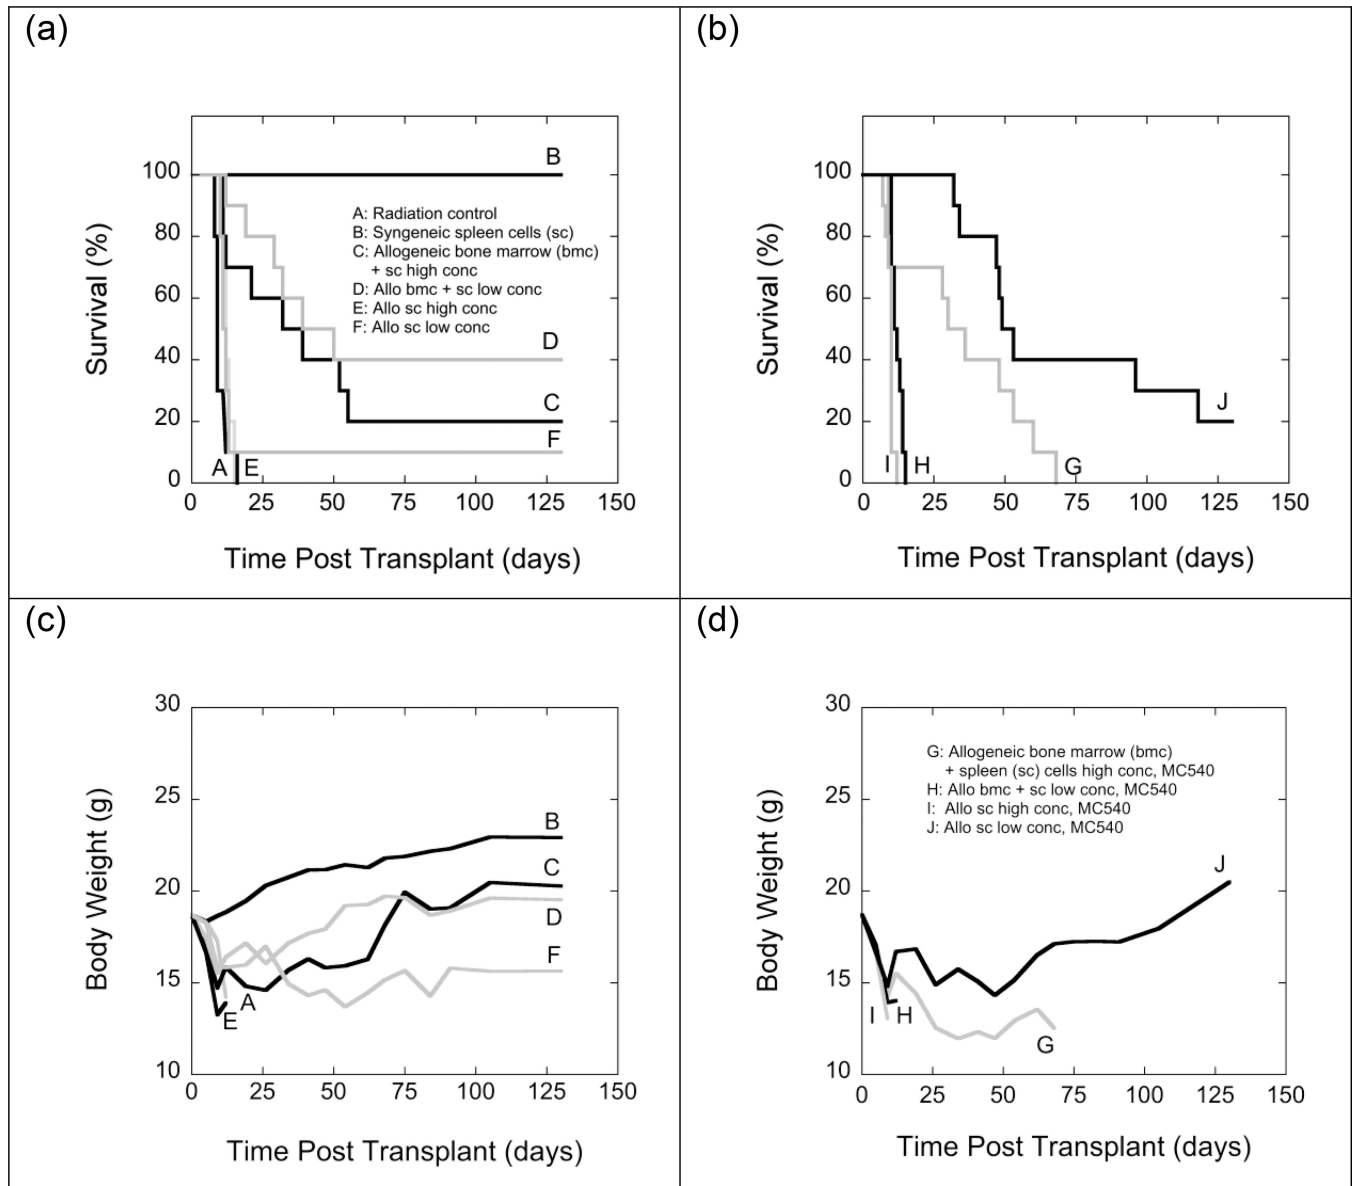 (a)
Survival (%)
100
80
60
40
20
0
0 25 50 75 100 125 150
Time Post Transplant (days)
B
A: Radiation control
B: Syngeneic spleen cells (sc)
C: Allogeneic bone marrow (bmc)
+ sc high conc
D: Allo bmc + sc low conc
E: Allo sc high conc
F: Allo sc low conc
D
C
F
A E
(b)
Survival (%)
100
80
60
40
20
0
0 25 50 75 100 125 150
Time Post Transplant (days)
J
I H G
(c)
Body Weight (g)
30
25
20
15
10
0 25 50 75 100 125 150
Time Post Transplant (days)
B
C
D
F
A
E
(d)
Body Weight (g)
30
25
20
15
10
0 25 50 75 100 125 150
Time Post Transplant (days)
G: Allogeneic bone marrow (bmc)
+ spleen (sc) cells high conc, MC540
H: Allo bmc + sc low conc, MC540
I: Allo sc high conc, MC540
J: Allo sc low conc, MC540
J
I H
G